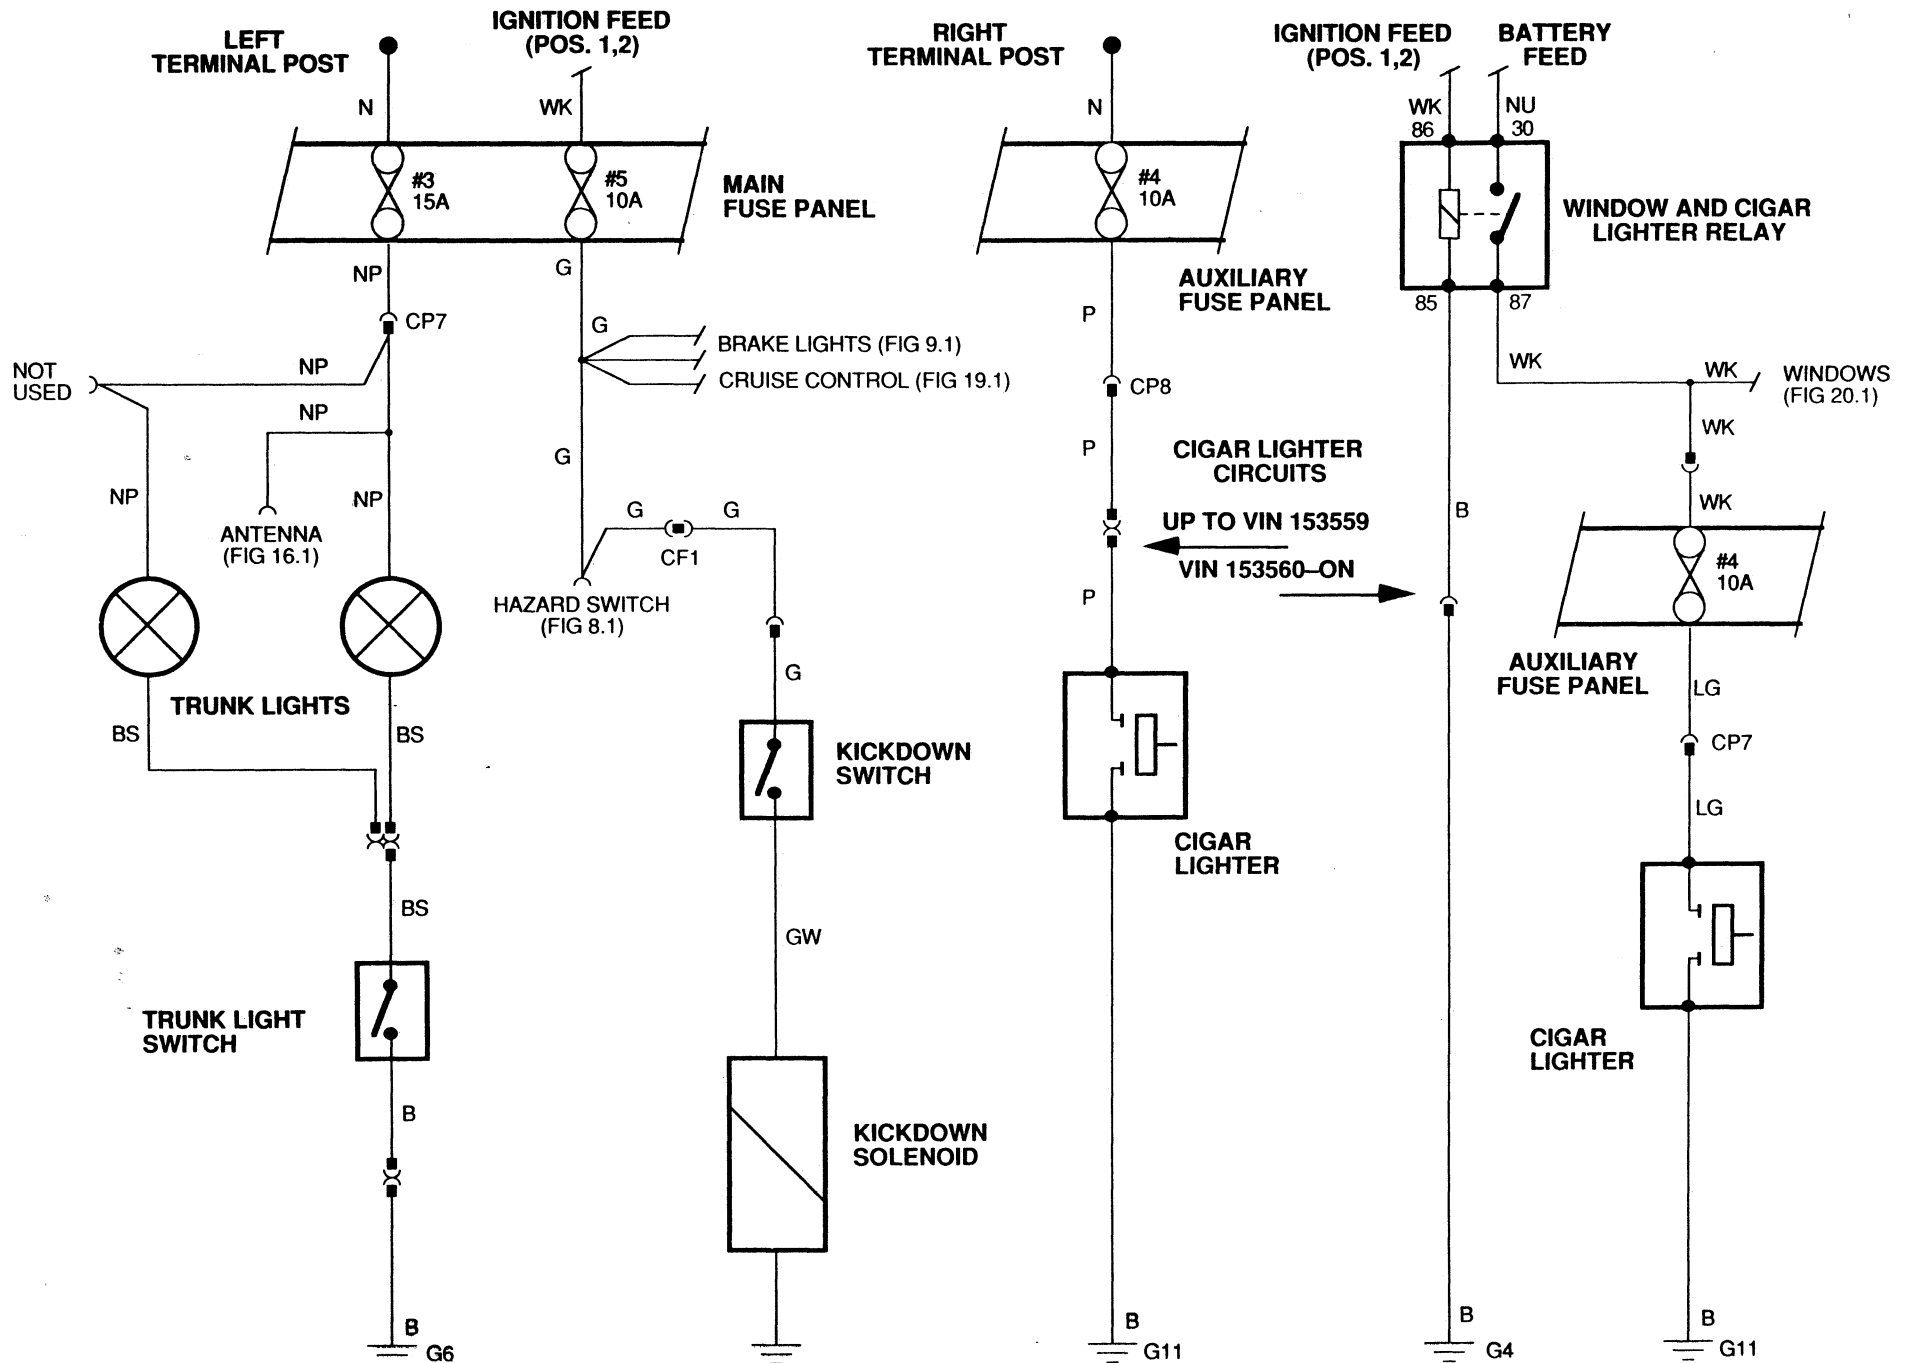 LEFT
TERMINAL POST
IGNITION FEED
(POS. 1,2)
RIGHT
TERMINAL POST
IGNITION FEED
(POS. 1,2)
BATTERY
FEED
N
WK
N
WK
NU
86
30
#3
15A
#5
10A
MAIN
FUSE PANEL
#4
10A
AUXILIARY
FUSE PANEL
WINDOW AND CIGAR
LIGHTER RELAY
85
87
NP
G
CP7
P
G
BRAKE LIGHTS (FIG 9.1)
CRUISE CONTROL (FIG 19.1)
NOT
USED
NP
NP
CP8
WK
WK
WINDOWS
(FIG 20.1)
WK
G
P
CIGAR LIGHTER
CIRCUITS
UP TO VIN 153559
VIN 153560–ON
NP
NP
ANTENNA
(FIG 16.1)
G
G
CF1
B
WK
#4
10A
HAZARD SWITCH
(FIG 8.1)
P
AUXILIARY
FUSE PANEL
G
LG
TRUNK LIGHTS
BS
BS
KICKDOWN
SWITCH
CP7
LG
CIGAR
LIGHTER
BS
GW
TRUNK LIGHT
SWITCH
CIGAR
LIGHTER
B
KICKDOWN
SOLENOID
B
G6
B
G11
B
G4
B
G11